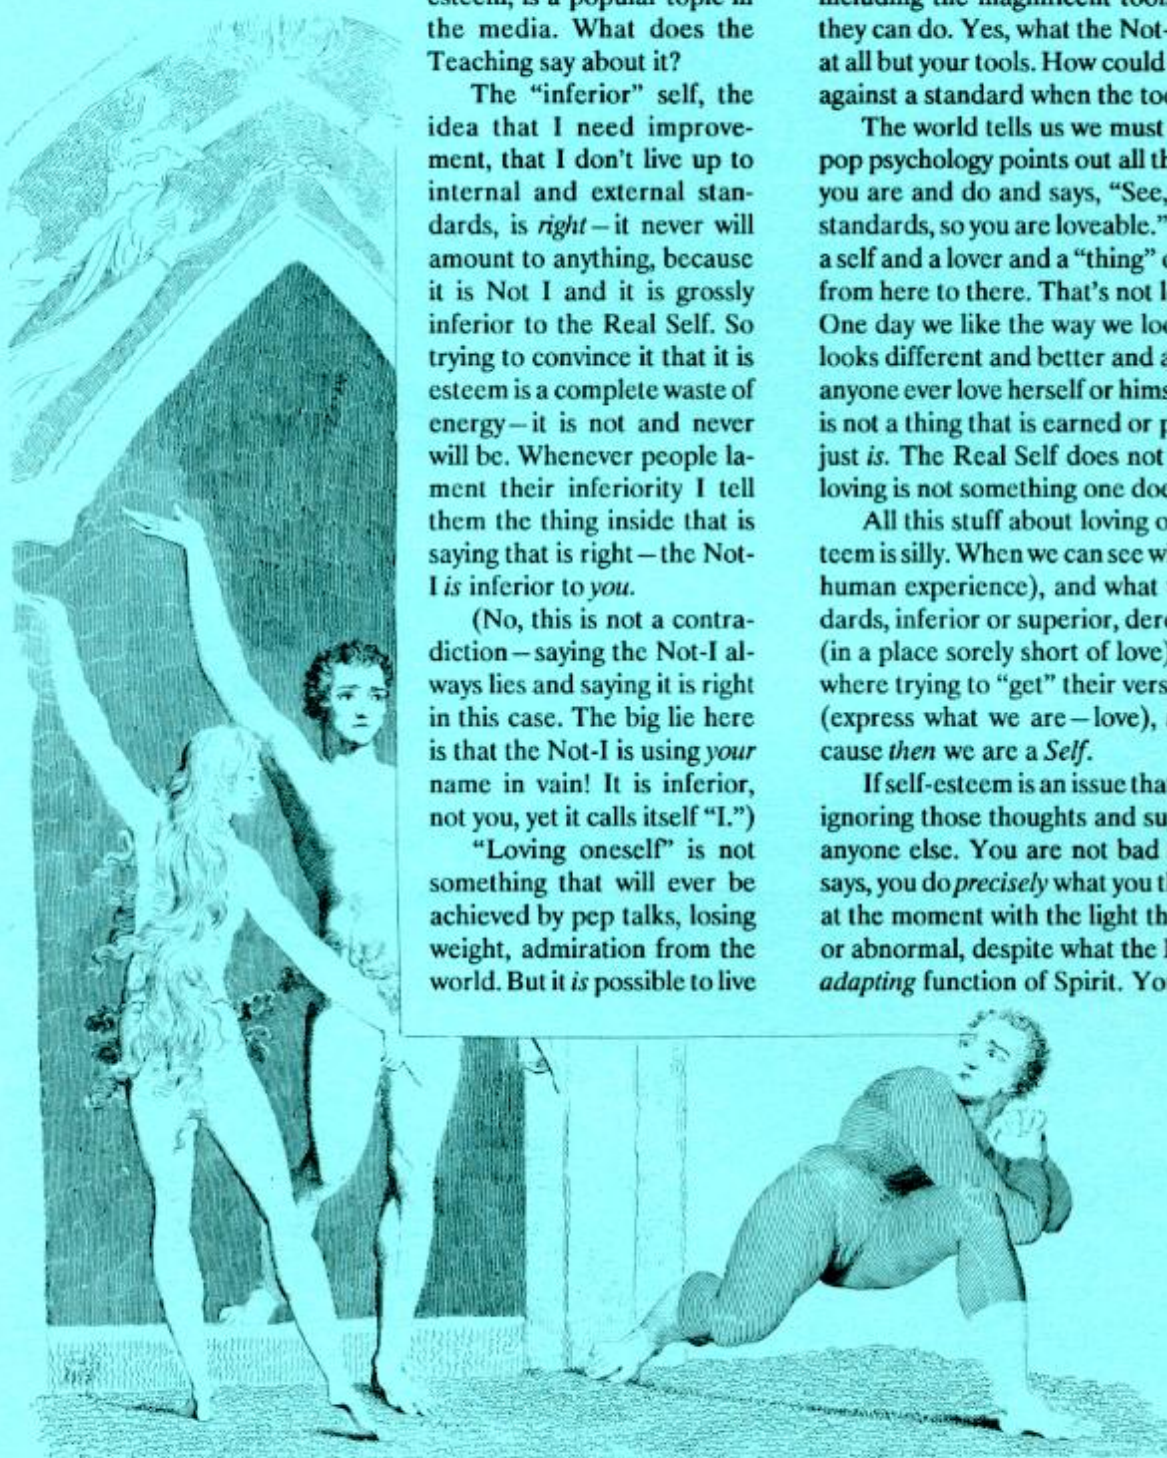 esteem, is a popular topic in
the media. What does the
Teaching say about it?
The “inferior” self, the
idea that I need improve-
ment, that I don't live up to
internal and external stan-
dards, is right—it never will
amount to anything, because
it is Not I and it is grossly
inferior to the Real Self. So
trying to convince it that it is
esteem is a complete waste of
energy—it is not and never
will be. Whenever people la-
ment their inferiority I tell
them the thing inside that is
saying that is right—the Not-
I is inferior to you.
(No, this is not a contra-
diction—saying the Not-I al-
ways lies and saying it is right
in this case. The big lie here
is that the Not-I is using your
name in vain! It is inferior,
not you, yet it calls itself “I.”)
“Loving oneself” is not
something that will ever be
achieved by pep talks, losing
weight, admiration from the
world. But it is possible to live
including the magnificent
they can do. Yes, what the Not-
at all but your tools. How could
against a standard when the
The world tells us we must
pop psychology points out all
you are and do and says, “See,
standards, so you are loveable.”
a self and a lover and a “thing”
from here to there. That's not
One day we like the way we
looks different and better and
anyone ever love herself or
is not a thing that is earned or
just is. The Real Self does not
loving is not something one
All this stuff about loving
teem is silly. When we can see
human experience), and what
dards, inferior or superior,
(in a place sorely short of love)
where trying to “get” their
(express what we are—love),
cause then we are a Self.
If self-esteem is an issue
ignoring those thoughts and
anyone else. You are not bad
says, you do precisely what you
at the moment with the light
or abnormal, despite what the
adapting function of Spirit.